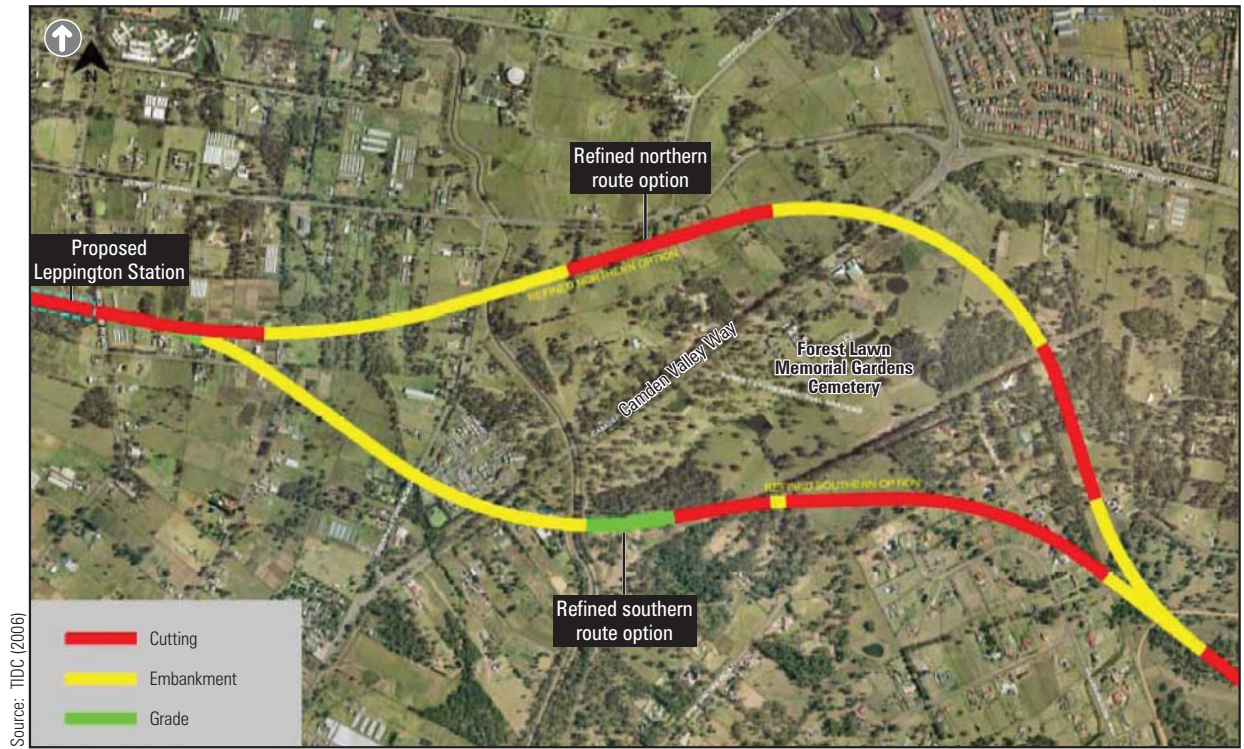 N
Refined northern
route option
Proposed
Leppington Station
REFINED NORTHERN OPTION
Camden Valley Way
Forest Lawn
Memorial Gardens
Cemetery
REFINED SOUTHERN OPTION
Refined southern
route option
Cutting
Embankment
Grade
Source: TIDC (2006)